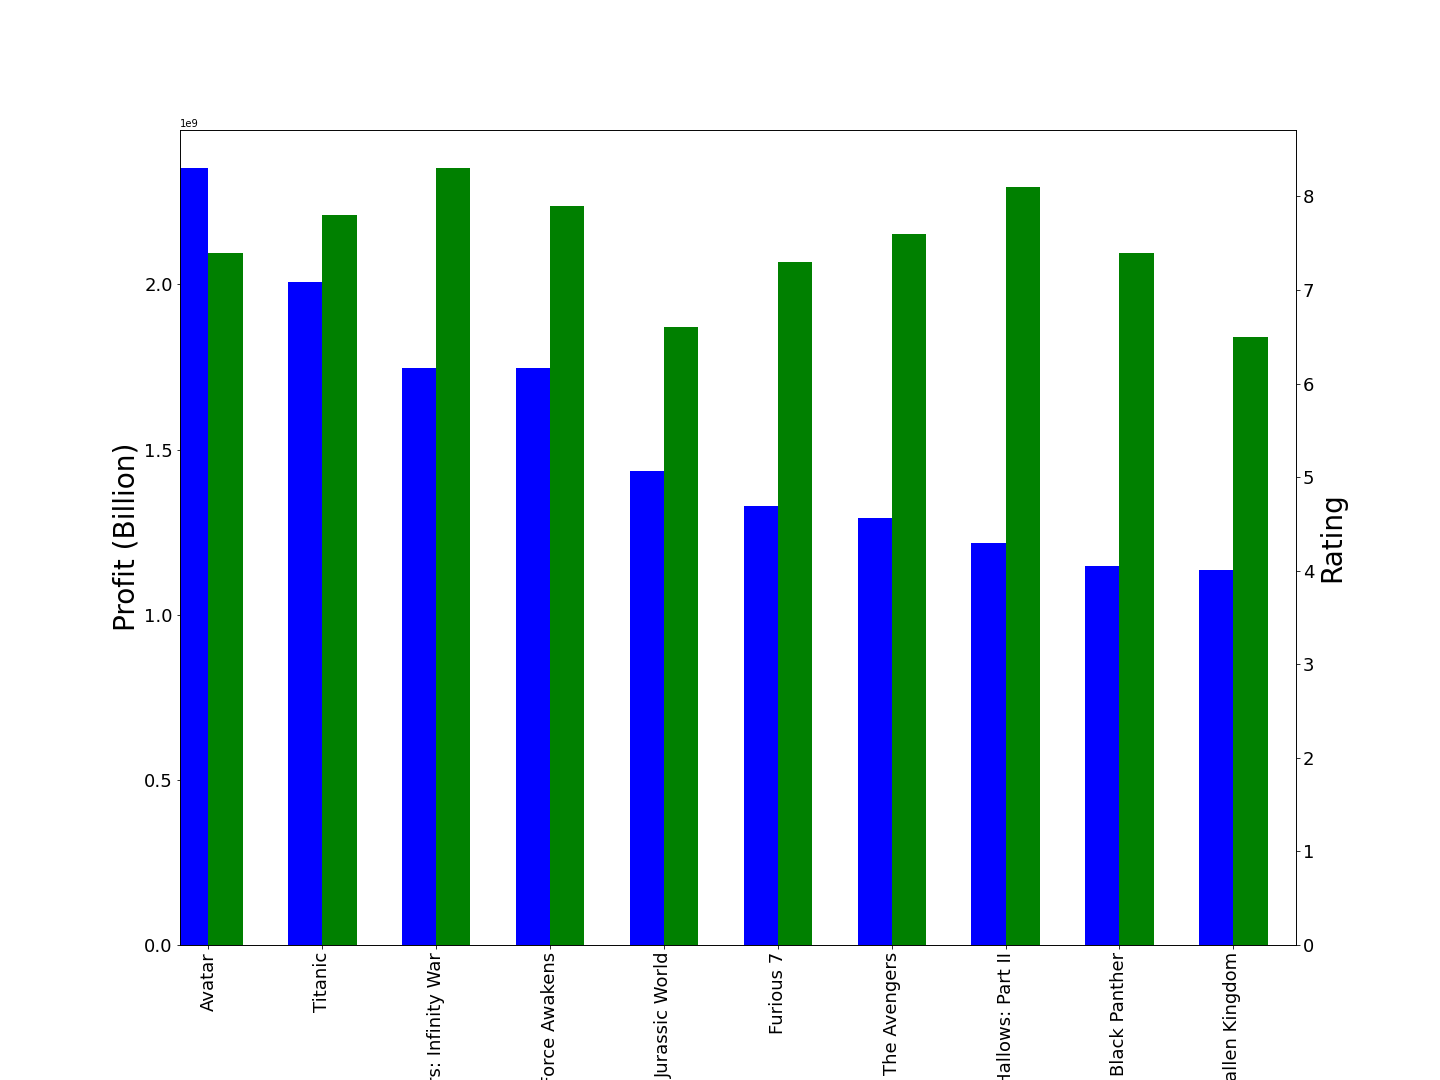 1e9
2.0
1.5
1.0
0.5
0.0
Profit (Billion)
8
7
6
5
4
3
2
1
0
Rating
Avatar
Titanic
rs: Infinity War
Force Awakens
Jurassic World
Furious 7
The Avengers
Hallows: Part II
Black Panther
allen Kingdom